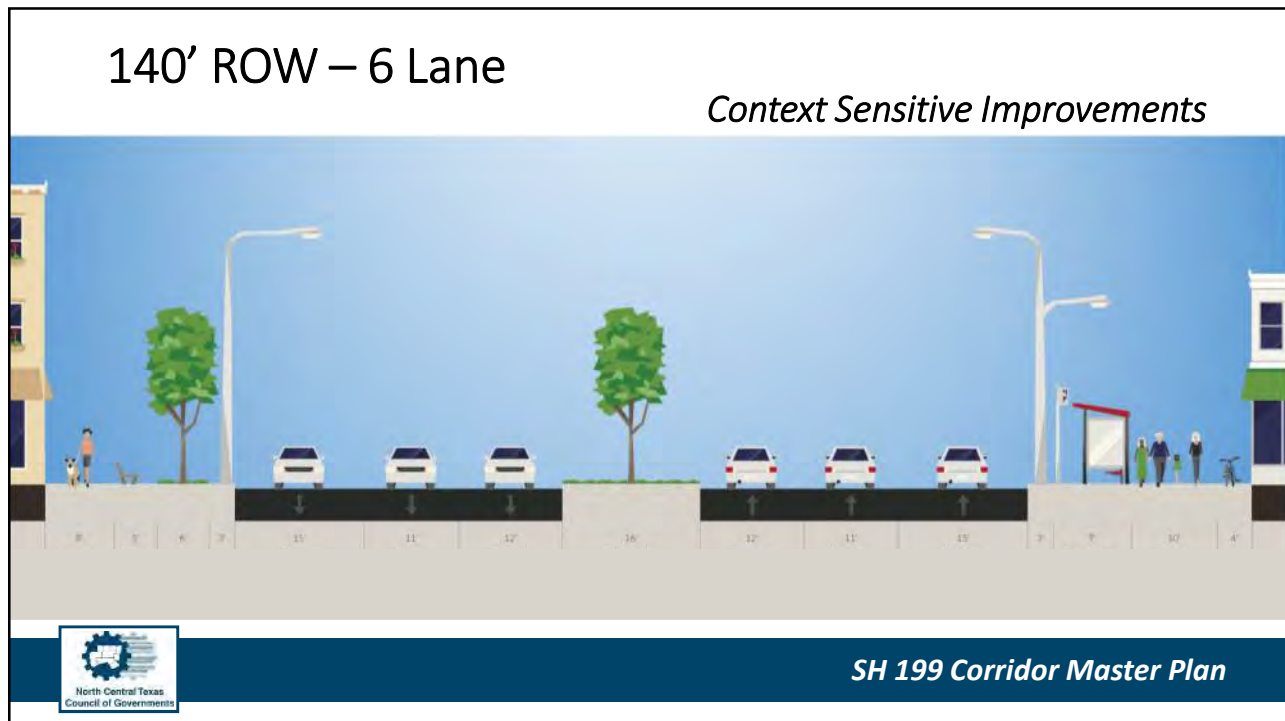 140’ ROW – 6 Lane
Context Sensitive Improvements
8' 5' 6' 3' 15' 11' 12' 16' 12' 11' 15' 3' 9' 10' 4'
North Central Texas
Council of Governments
SH 199 Corridor Master Plan